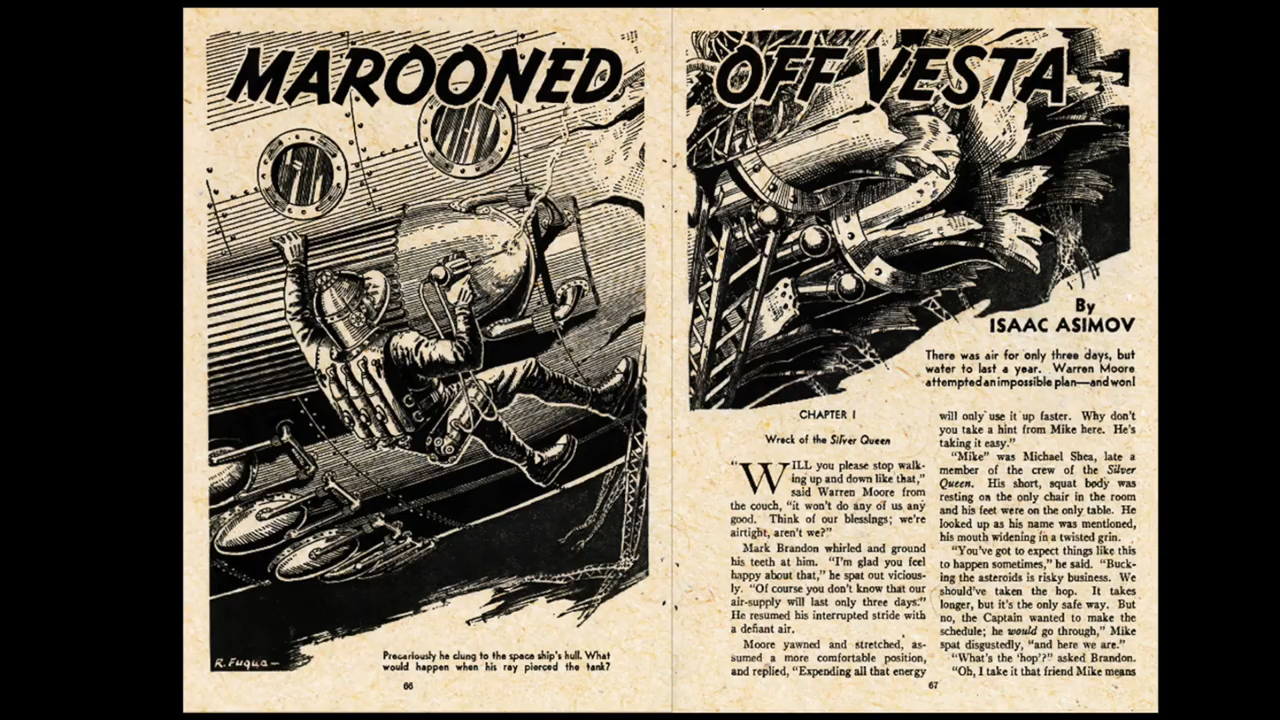 MAROONED
OFF VESTA
R. Fuqua—
Precariously he clung to the space ship's hull. What
would happen when his ray pierced the tank?
66
By
ISAAC ASIMOV
There was air for only three days, but
water to last a year. Warren Moore
attempted an impossible plan—and won!
CHAPTER I
Wreck of the Silver Queen
"WILL you please stop walk-
ing up and down like that,"
said Warren Moore from
the couch, "it won't do any of us any
good. Think of our blessings; we're
airtight, aren't we?"
Mark Brandon whirled and ground
his teeth at him. "I'm glad you feel
happy about that," he spat out vicious-
ly. "Of course you don't know that our
air-supply will last only three days."
He resumed his interrupted stride with
a defiant air.
Moore yawned and stretched, as-
sumed a more comfortable position,
and replied, "Expending all that energy
will only use it up faster. Why don't
you take a hint from Mike here. He's
taking it easy."
"Mike" was Michael Shea, late a
member of the crew of the Silver
Queen. His short, squat body was
resting on the only chair in the room
and his feet were on the only table. He
looked up as his name was mentioned,
his mouth widening in a twisted grin.
"You've got to expect things like this
to happen sometimes," he said. "Buck-
ing the asteroids is risky business. We
should've taken the hop. It takes
longer, but it's the only safe way. But
no, the Captain wanted to make the
schedule; he would go through," Mike
spat disgustedly, "and here we are."
"What's the 'hop'?" asked Brandon.
"Oh, I take it that friend Mike means
67